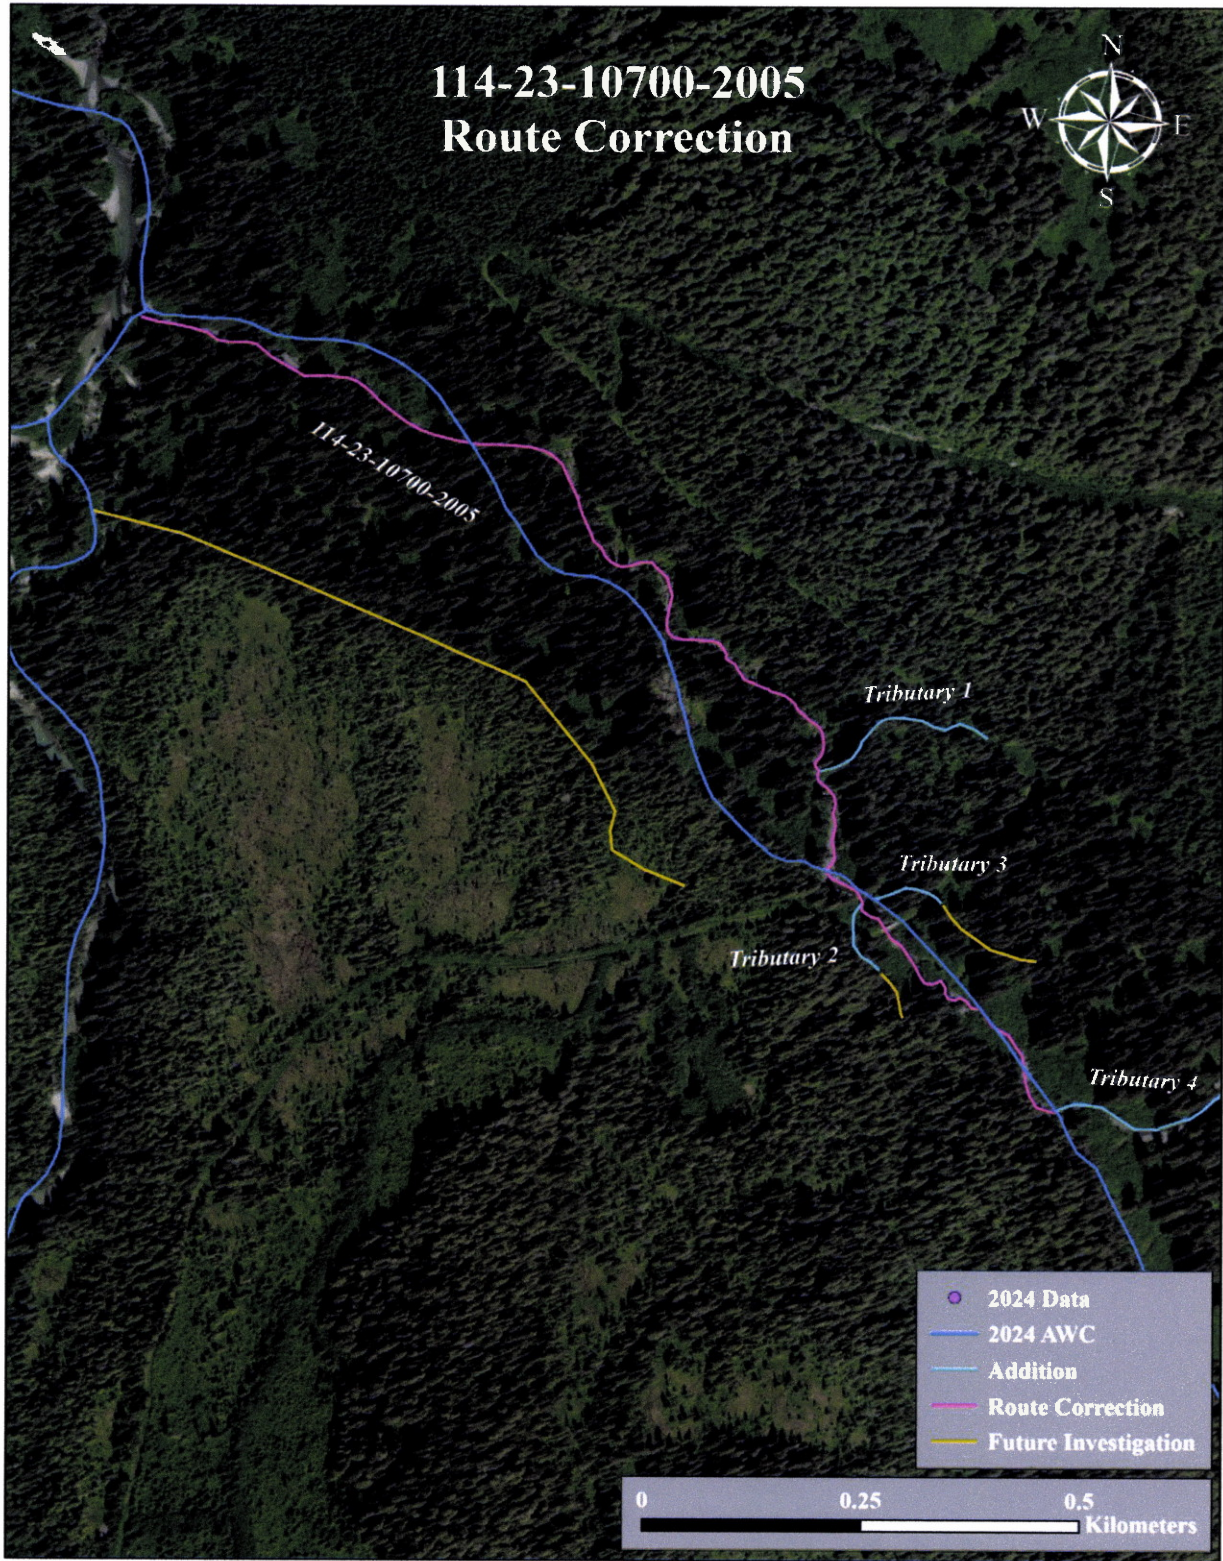 114-23-10700-2005
Route Correction
N
W
E
S
114-23-10700-2005
Tributary 1
Tributary 3
Tributary 2
Tributary 4
2024 Data
2024 AWC
Addition
Route Correction
Future Investigation
0 0.25 0.5
Kilometers